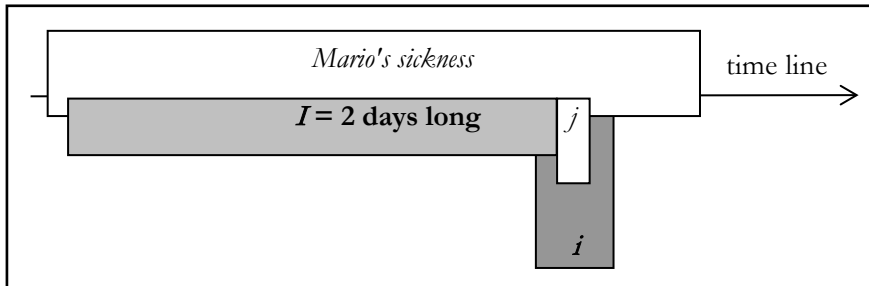 Mario's sickness
time line
I = 2 days long
j
i